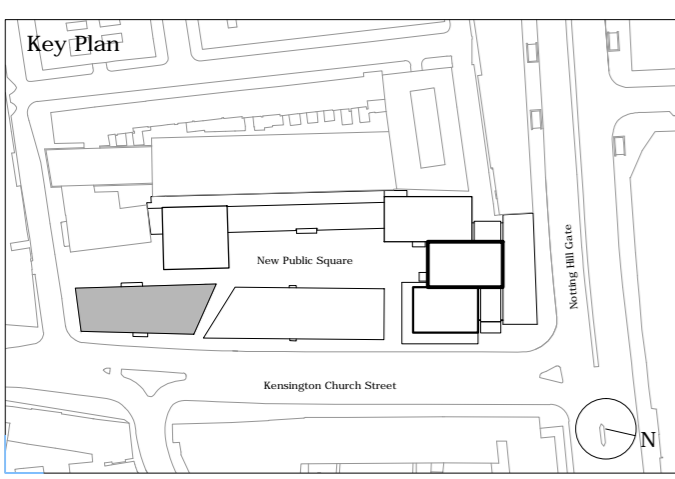 Key Plan
New Public Square
Notting Hill Gate
Kensington Church Street
N